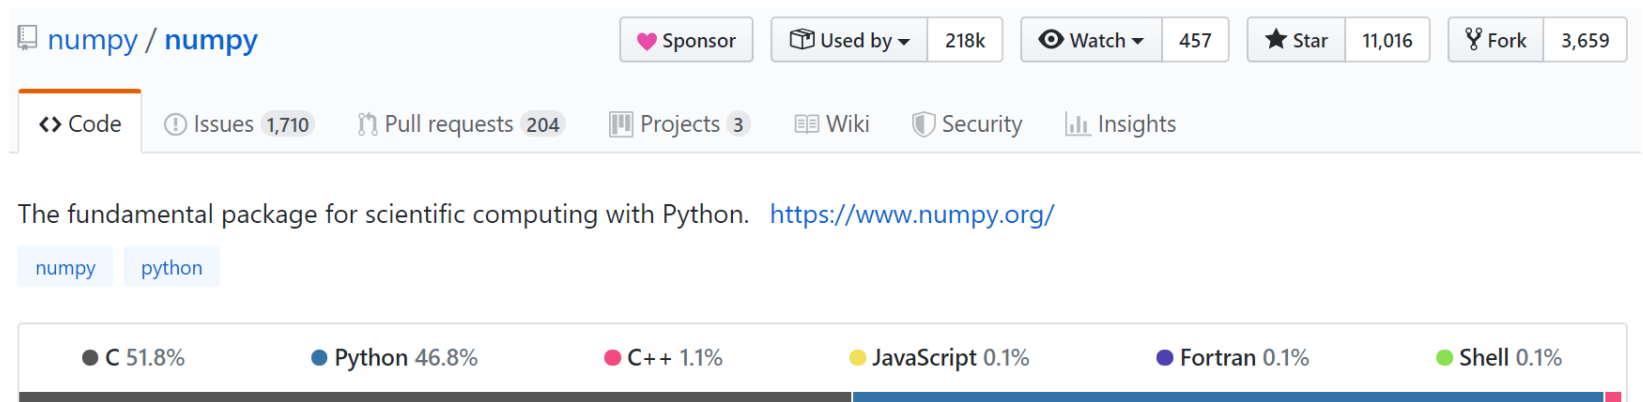 numpy / numpy Sponsor Used by 218k Watch 457 Star 11,016 Fork 3,659
Code Issues 1,710 Pull requests 204 Projects 3 Wiki Security Insights
The fundamental package for scientific computing with Python. https://www.numpy.org/
numpy python
C 51.8% Python 46.8% C++ 1.1% JavaScript 0.1% Fortran 0.1% Shell 0.1%